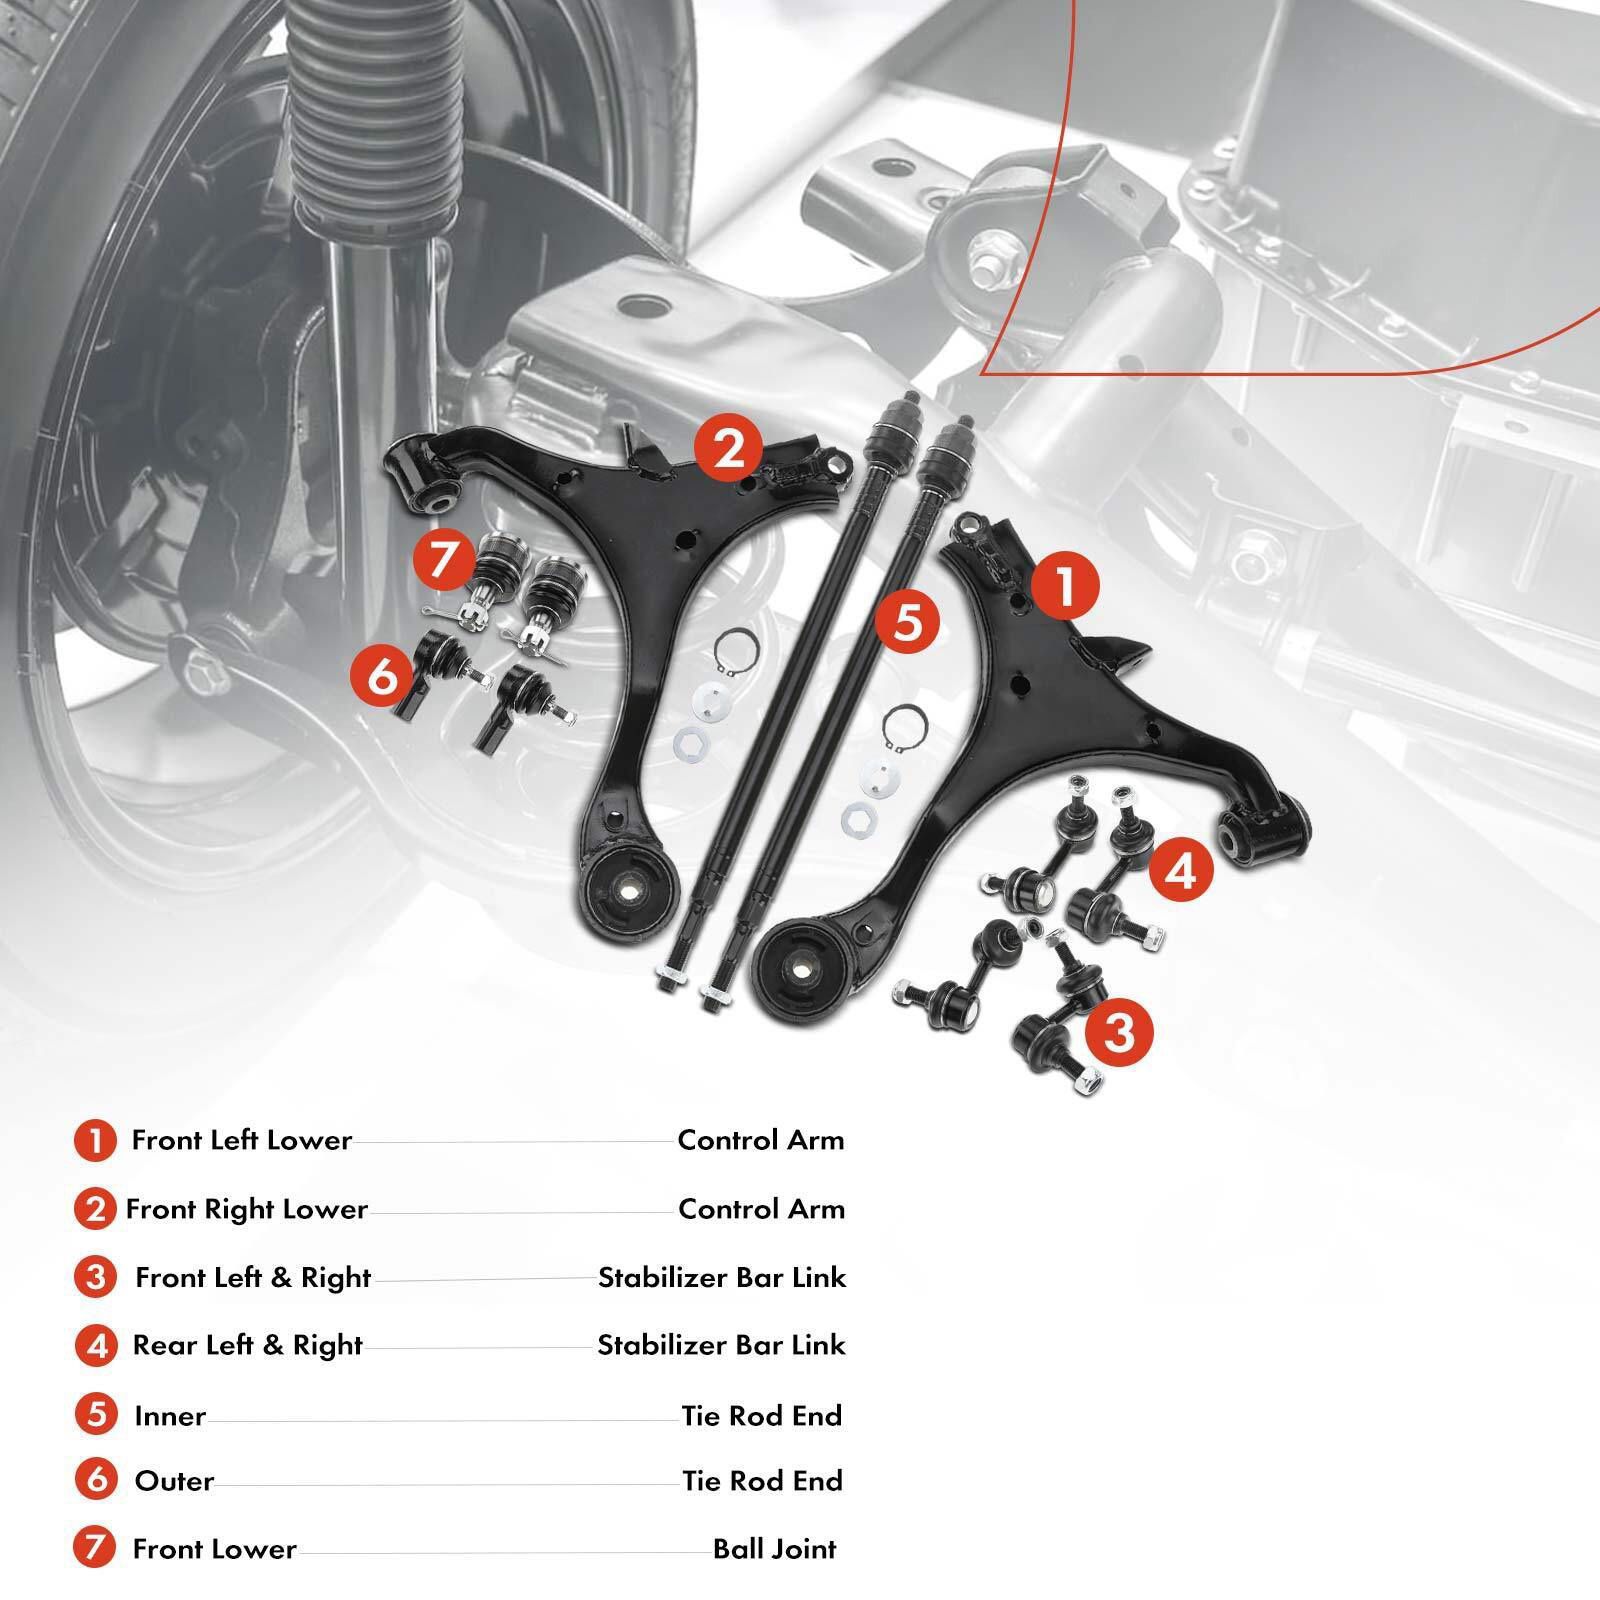 2
1
7
5
6
4
3
1 Front Left Lower Control Arm
2 Front Right Lower Control Arm
3 Front Left & Right Stabilizer Bar Link
4 Rear Left & Right Stabilizer Bar Link
5 Inner Tie Rod End
6 Outer Tie Rod End
7 Front Lower Ball Joint